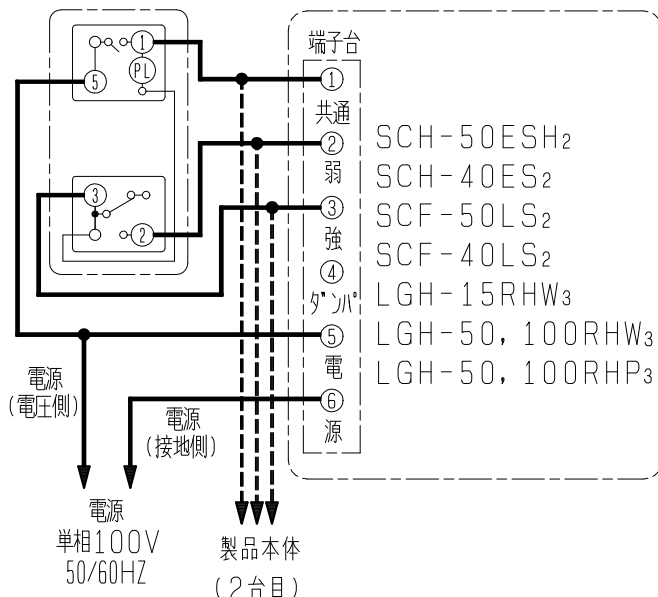 端子台
①
PL
⑤
①
共通
②
弱
③
強
④
ダンパ
⑤
電
⑥
源
③
②
SCH-50ESH2
SCH-40ES2
SCF-50LS2
SCF-40LS2
LGH-15RHW3
LGH-50, 100RHW3
LGH-50, 100RHP3
電源
(電圧側)
電源
(接地側)
電源
単相100V
50/60HZ
製品本体
(2台目)